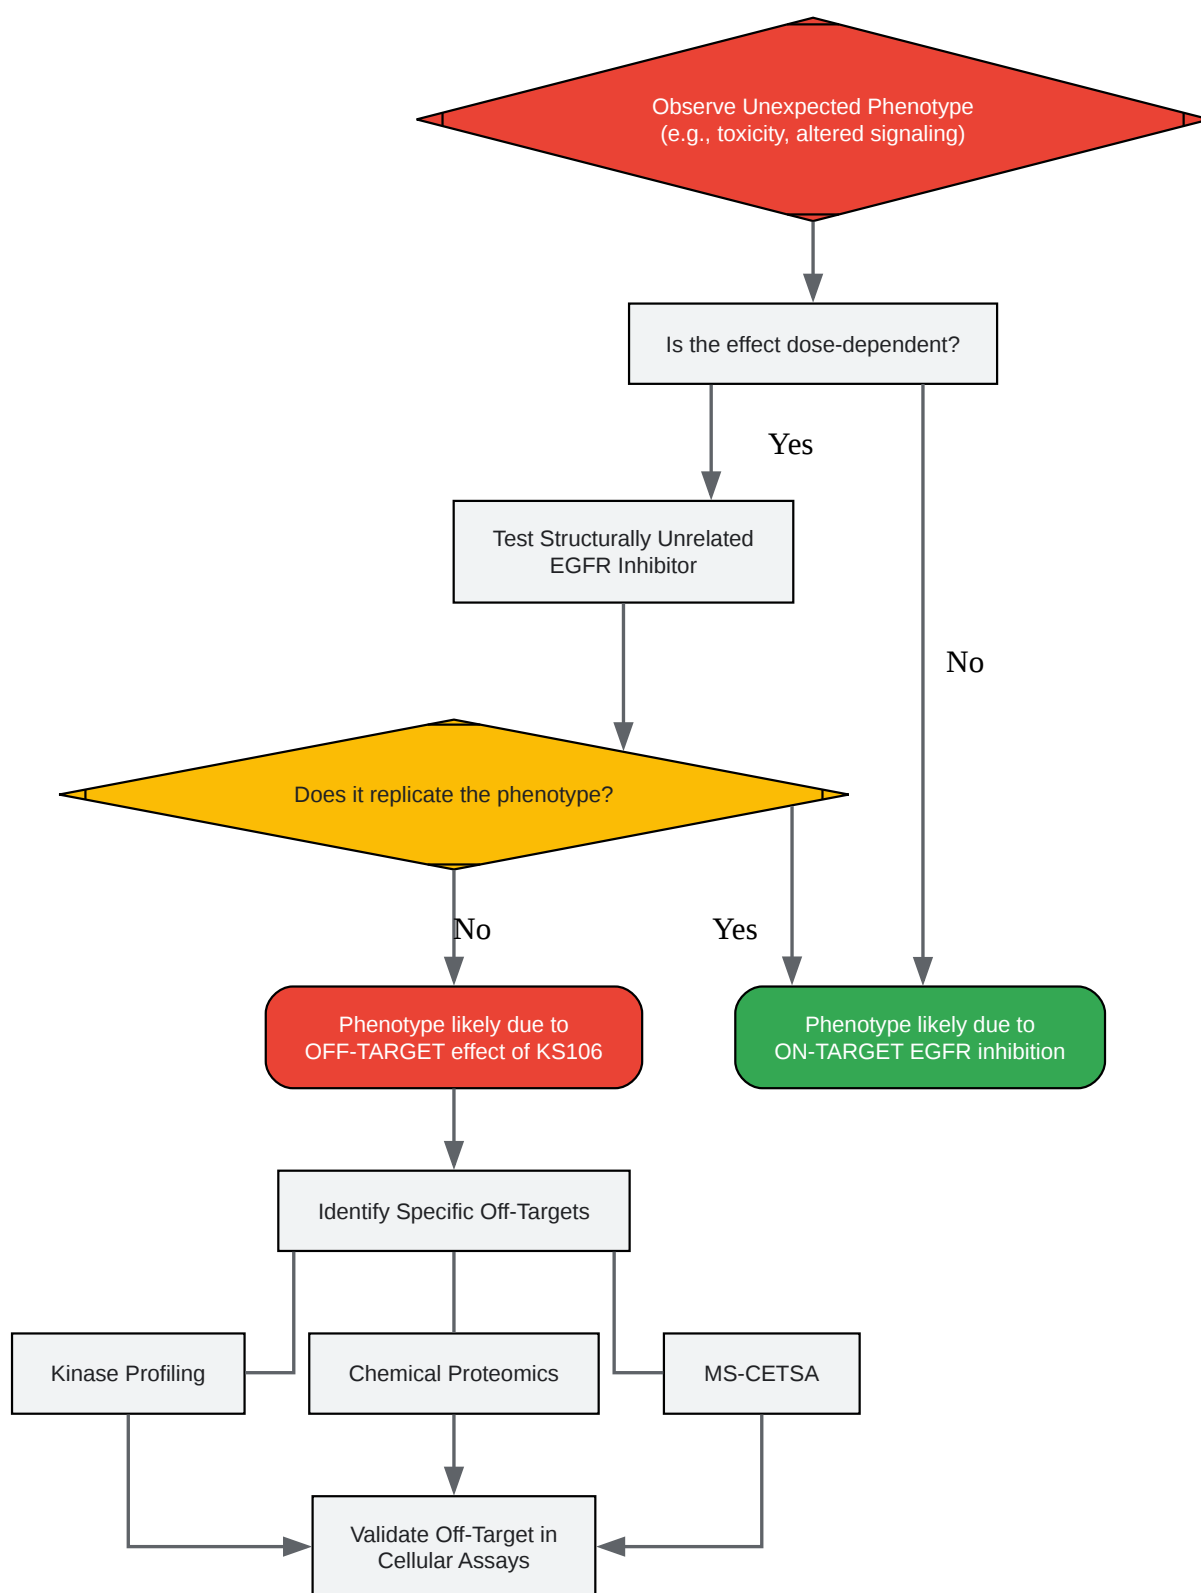 Observe Unexpected Phenotype
(e.g., toxicity, altered signaling)
Is the effect dose-dependent?
Yes
Test Structurally Unrelated
EGFR Inhibitor
No
Does it replicate the phenotype?
No
Yes
Phenotype likely due to
OFF-TARGET effect of KS106
Phenotype likely due to
ON-TARGET EGFR inhibition
Identify Specific Off-Targets
Kinase Profiling
Chemical Proteomics
MS-CETSA
Validate Off-Target in
Cellular Assays